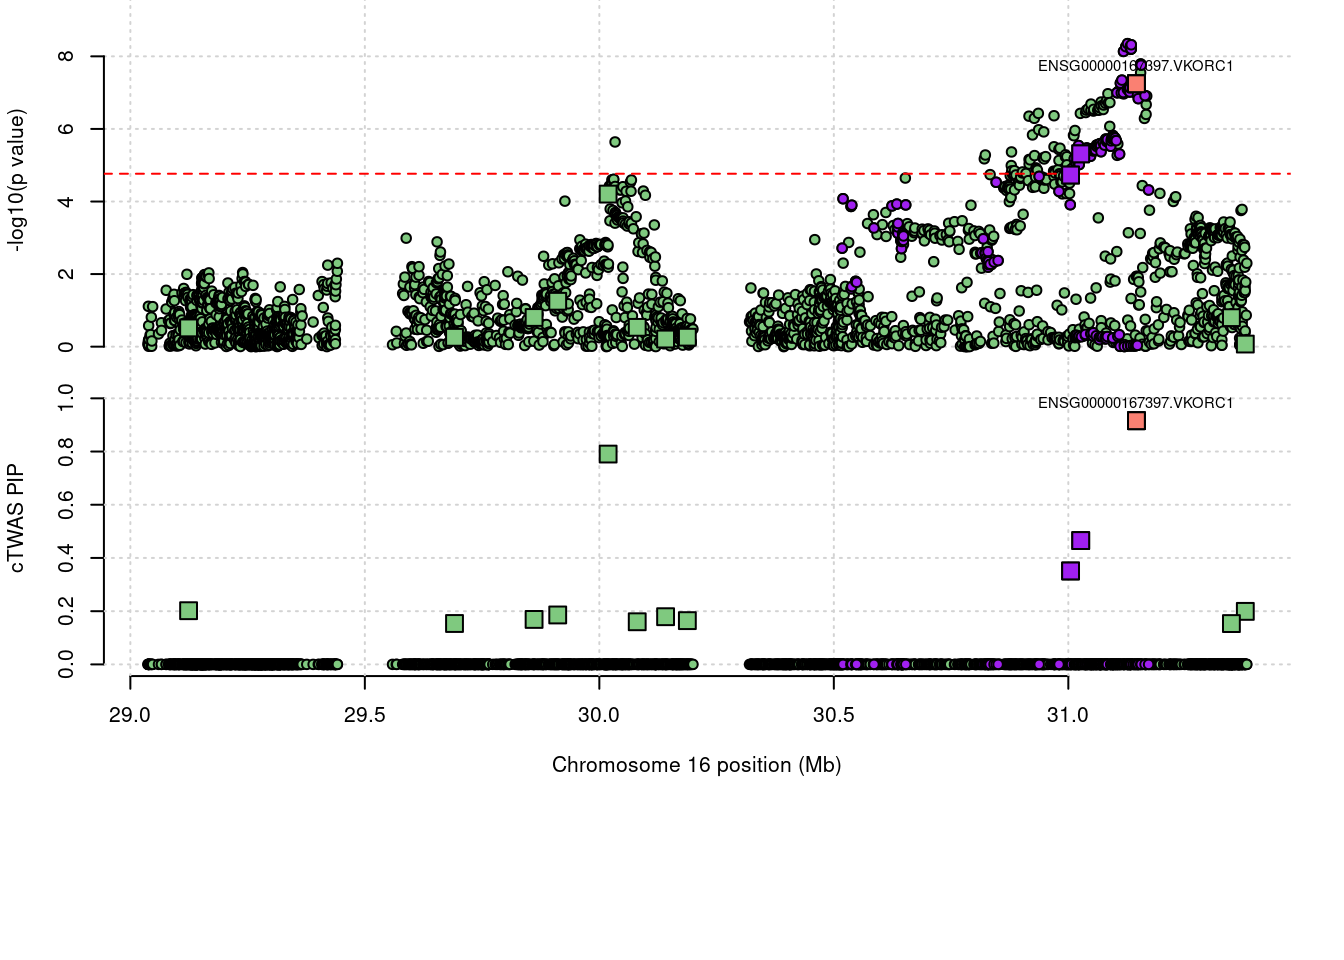 8
ENSG00000167397.VKORC1
6
-log10(p value)
4
2
0
1.0
ENSG00000167397.VKORC1
0.8
0.6
cTWAS PIP
0.4
0.2
0.0
29.0 29.5 30.0 30.5 31.0
Chromosome 16 position (Mb)